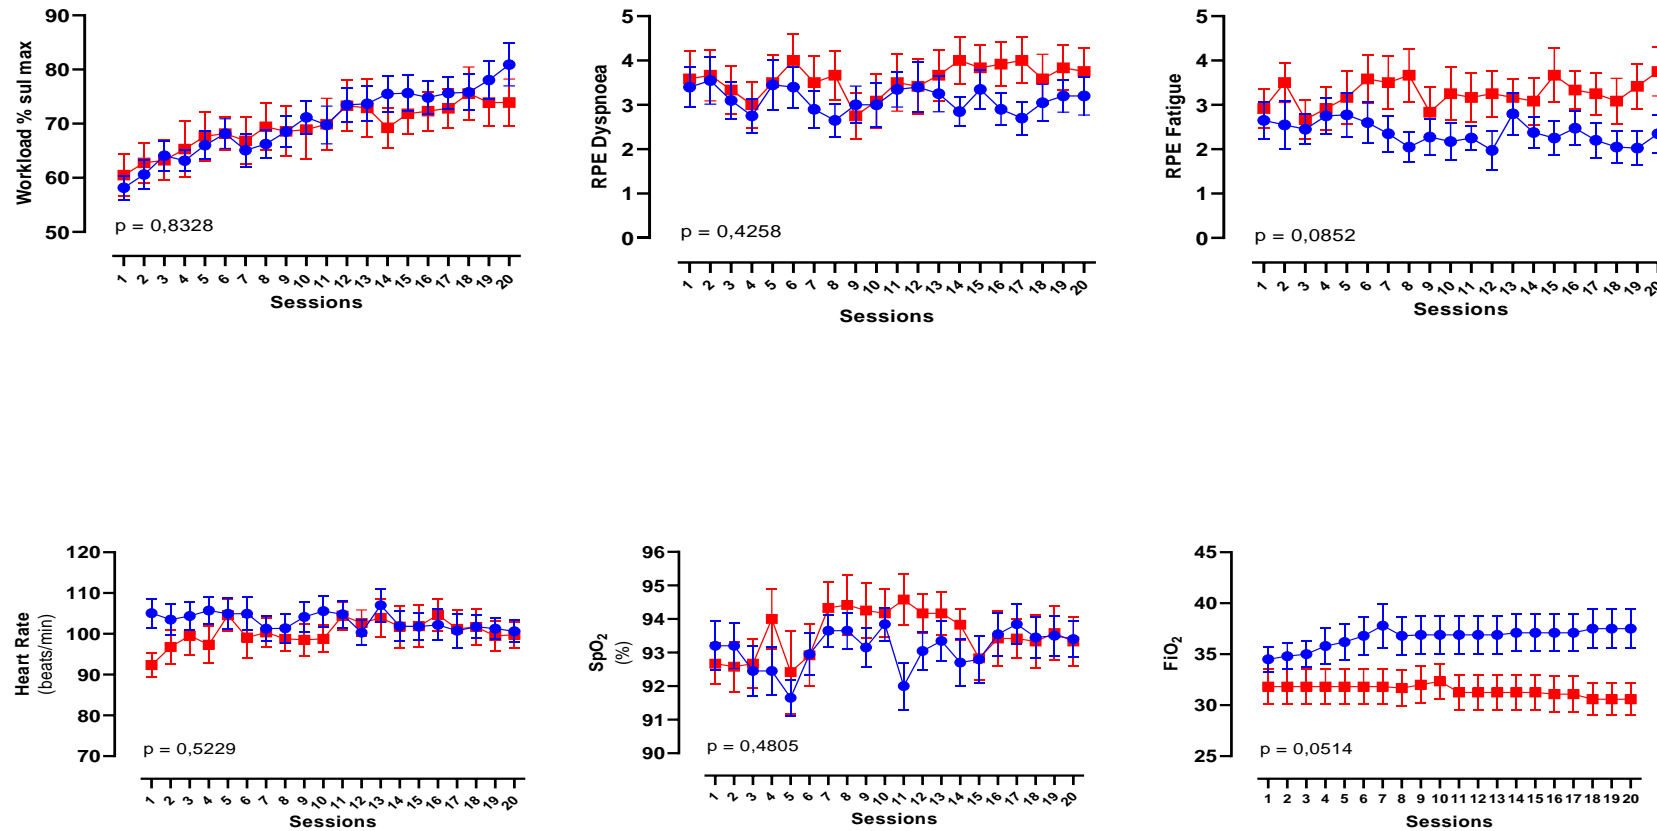 90
80
70
60
50
Workload % sul max
p = 0,8328
1 2 3 4 5 6 7 8 9 10 11 12 13 14 15 16 17 18 19 20
Sessions
5
4
3
2
1
0
RPE Dyspnoea
p = 0,4258
1 2 3 4 5 6 7 8 9 10 11 12 13 14 15 16 17 18 19 20
Sessions
5
4
3
2
1
0
RPE Fatigue
p = 0,0852
1 2 3 4 5 6 7 8 9 10 11 12 13 14 15 16 17 18 19 20
Sessions
120
110
100
90
80
70
Heart Rate
(beats/min)
p = 0,5229
1 2 3 4 5 6 7 8 9 10 11 12 13 14 15 16 17 18 19 20
Sessions
96
95
94
93
92
91
90
SpO₂
(%)
p = 0,4805
1 2 3 4 5 6 7 8 9 10 11 12 13 14 15 16 17 18 19 20
Sessions
45
40
35
30
25
FiO₂
p = 0,0514
1 2 3 4 5 6 7 8 9 10 11 12 13 14 15 16 17 18 19 20
Sessions